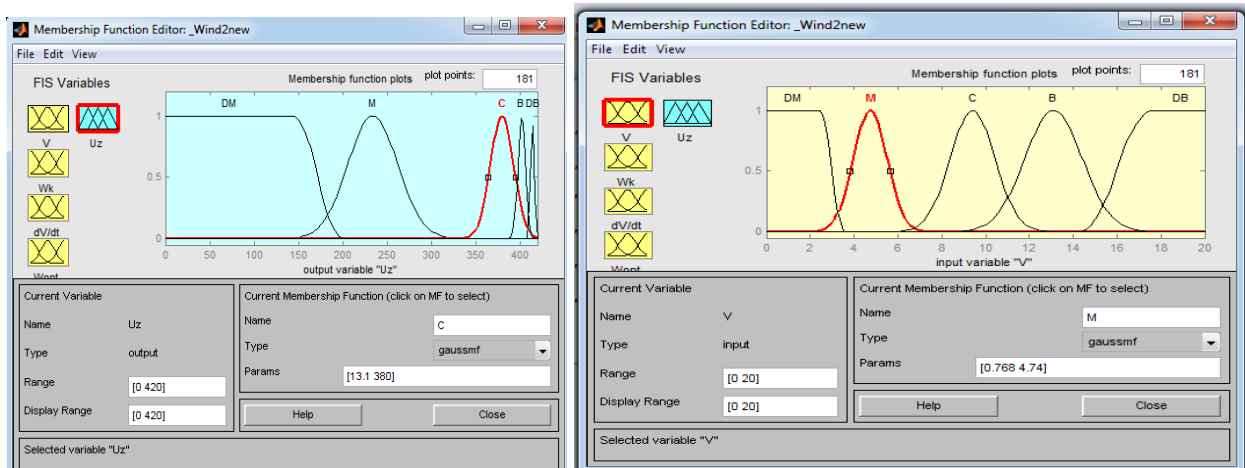 Membership Function Editor: _Wind2new
File Edit View
FIS Variables
Membership function plots plot points: 181
V
Uz
Wk
dV/dt
Wopt
DM M C B DB
1
0.5
0
0 50 100 150 200 250 300 350 400
output variable "Uz"
Current Variable
Name Uz
Type output
Range [0 420]
Display Range [0 420]
Current Membership Function (click on MF to select)
Name C
Type gaussmf
Params [13.1 380]
Help Close
Selected variable "Uz"
Membership Function Editor: _Wind2new
File Edit View
FIS Variables
Membership function plots plot points: 181
V
Uz
Wk
dV/dt
Wopt
DM M C B DB
1
0.5
0
0 2 4 6 8 10 12 14 16 18 20
input variable "V"
Current Variable
Name V
Type input
Range [0 20]
Display Range [0 20]
Current Membership Function (click on MF to select)
Name M
Type gaussmf
Params [0.768 4.74]
Help Close
Selected variable "V"